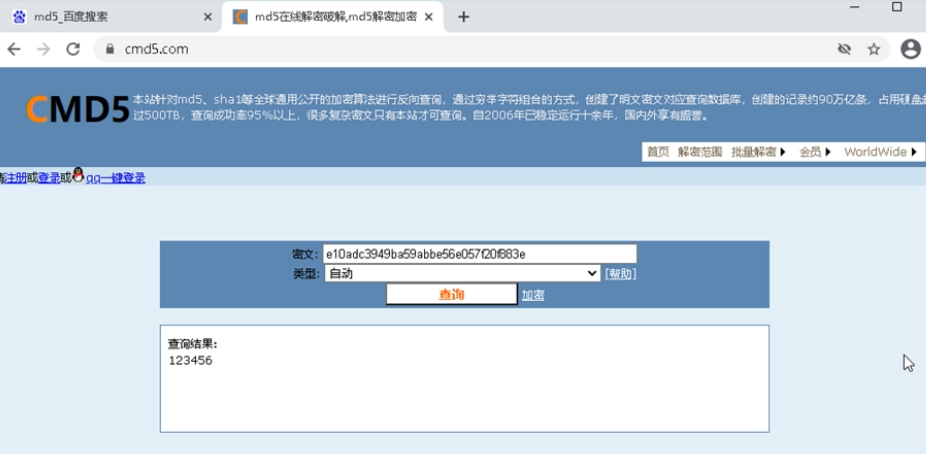 md5_百度搜索
md5在线解密破解,md5解密加密
cmd5.com
CMD5
本站针对md5、sha1等全球通用公开的加密算法进行反向查询，通过穷举字符组合的方式，创建了明文密文对应查询数据库，创建的记录约90万亿条，占用硬盘超
过500TB，查询成功率95%以上，很多复杂密文只有本站才可查询。自2006年已稳定运行十余年，国内外享有盛誉。
首页 解密范围 批量解密 会员 WorldWide
注册或登录或qq一键登录
密文: e10adc3949ba59abbe56e057f20f883e
类型: 自动 [帮助]
查询 加密
查询结果:
123456